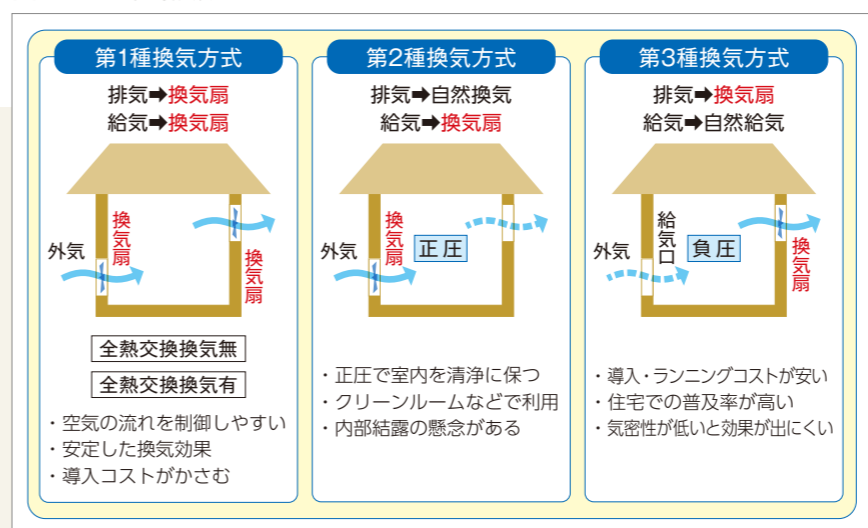 第1種換気方式
排気➡換気扇
給気➡換気扇
換気扇
外気
換気扇
全熱交換換気無
全熱交換換気有
・空気の流れを制御しやすい
・安定した換気効果
・導入コストがかさむ
第2種換気方式
排気➡自然換気
給気➡換気扇
換気扇
正圧
外気
・正圧で室内を清浄に保つ
・クリーンルームなどで利用
・内部結露の懸念がある
第3種換気方式
排気➡換気扇
給気➡自然給気
給気口
負圧
外気
換気扇
・導入・ランニングコストが安い
・住宅での普及率が高い
・気密性が低いと効果が出にくい